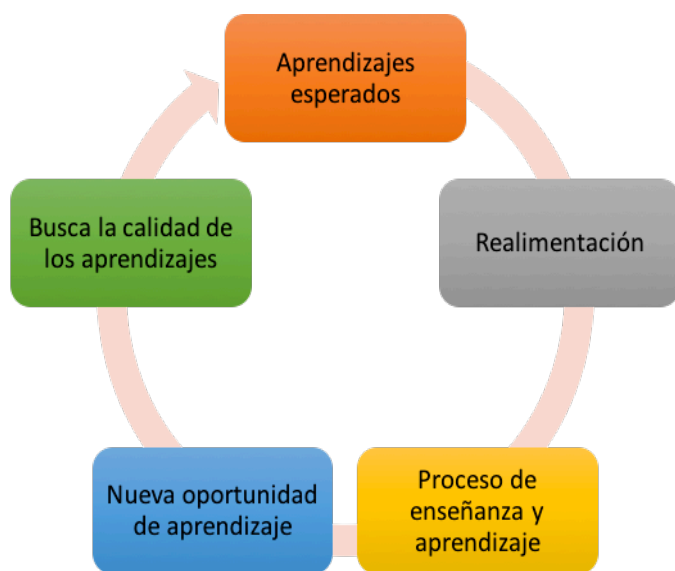 Aprendizajes
esperados
Realimentación
Proceso de
enseñanza y
aprendizaje
Nueva oportunidad
de aprendizaje
Busca la calidad de
los aprendizajes